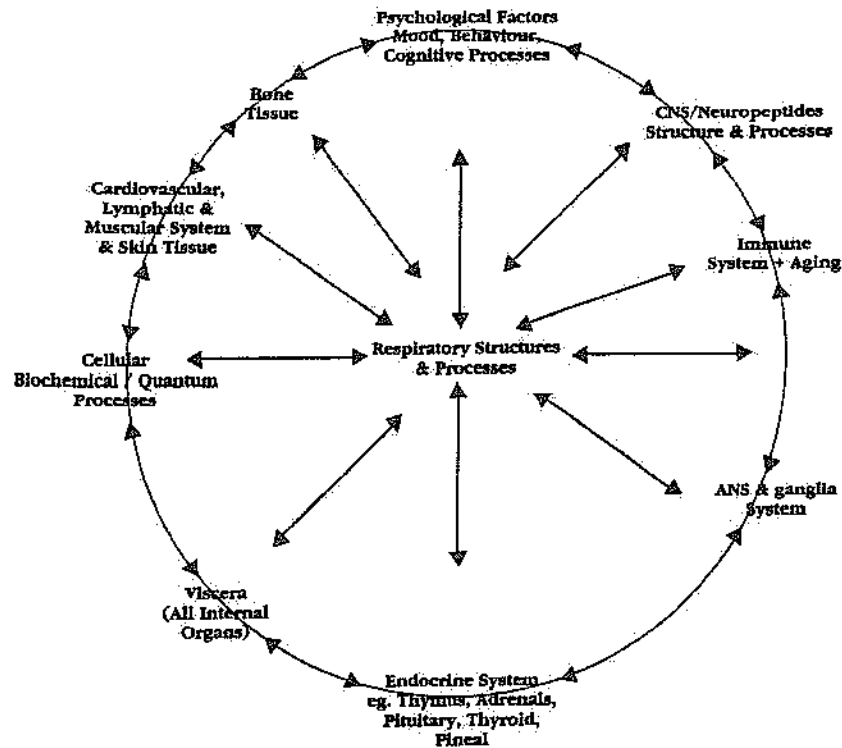 Psychological Factors
Mood, Behaviour,
Cognitive Processes
Bone
Tissue
CNS/Neuropeptides
Structure & Processes
Cardiovascular,
Lymphatic &
Muscular System
& Skin Tissue
Immune
System + Aging
Respiratory Structures
& Processes
Cellular
Biochemical / Quantum
Processes
ANS & ganglia
System
Viscera
(All Internal
Organs)
Endocrine System
eg. Thymus, Adrenals,
Pituitary, Thyroid,
Pineal